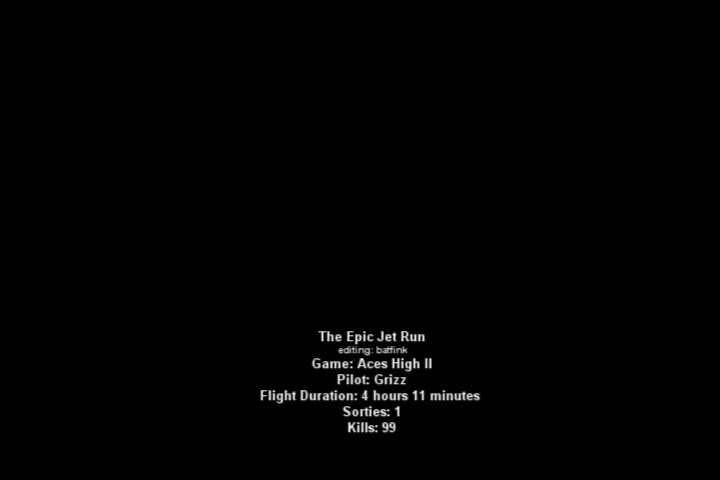 The Epic Jet Run
editing: batfink
Game: Aces High II
Pilot: Grizz
Flight Duration: 4 hours 11 minutes
Sorties: 1
Kills: 99